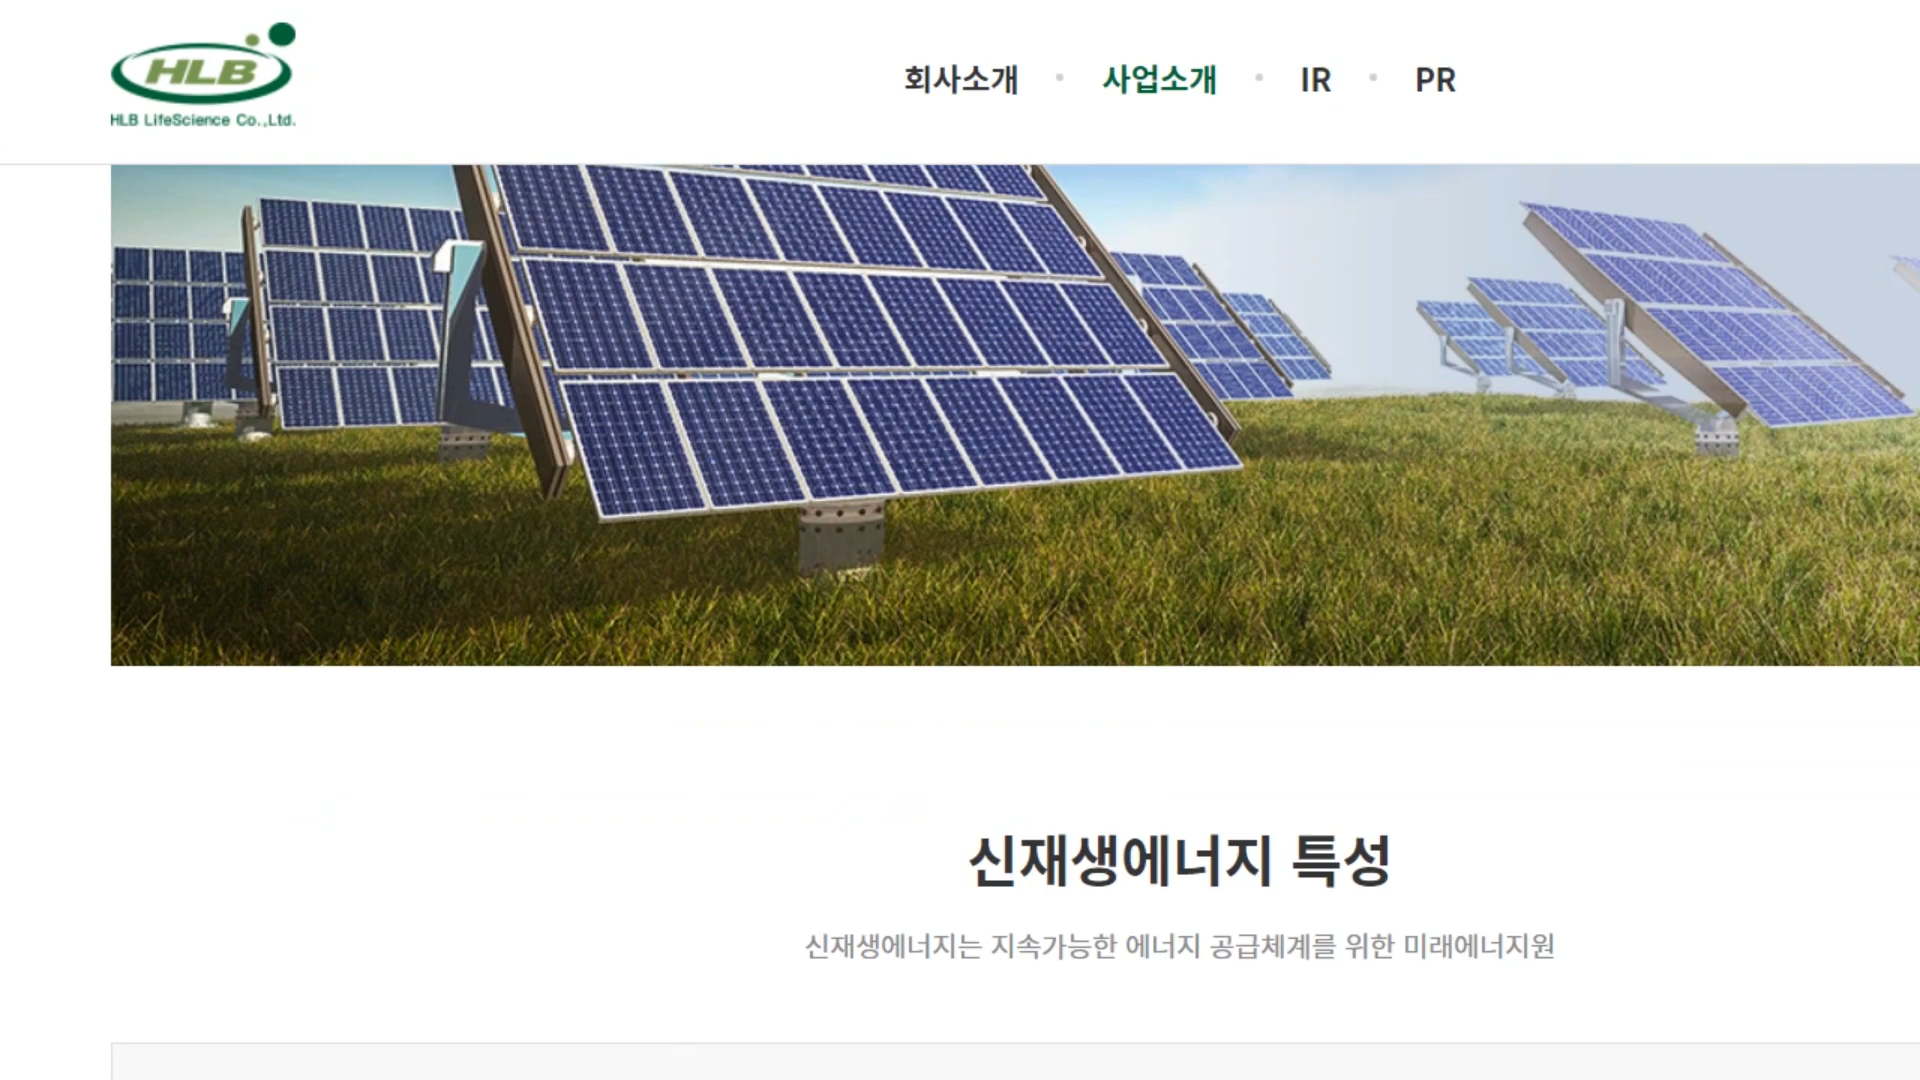 HLB
HLB LifeScience Co.,Ltd.
회사소개 • 사업소개 • IR • PR
신재생에너지 특성
신재생에너지는 지속가능한 에너지 공급체계를 위한 미래에너지원